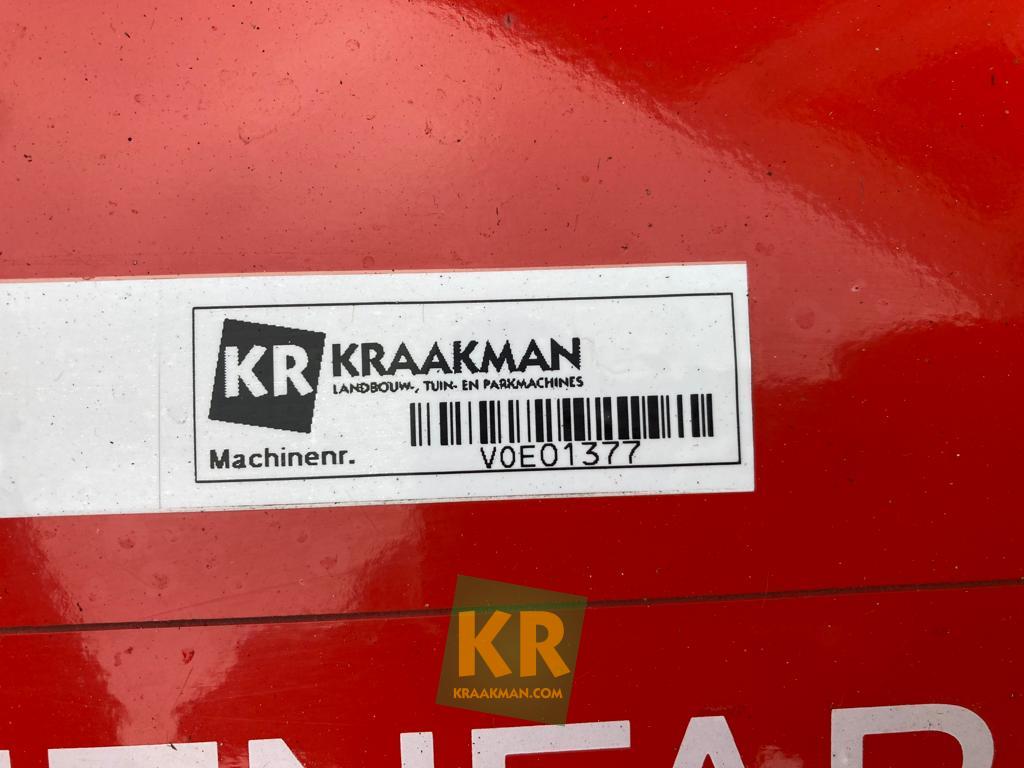 KR KRAAKMAN
LANDBOUW-, TUIN- EN PARKMACHINES
Machinenr.
V0E01377
KR
KRAAKMAN.COM